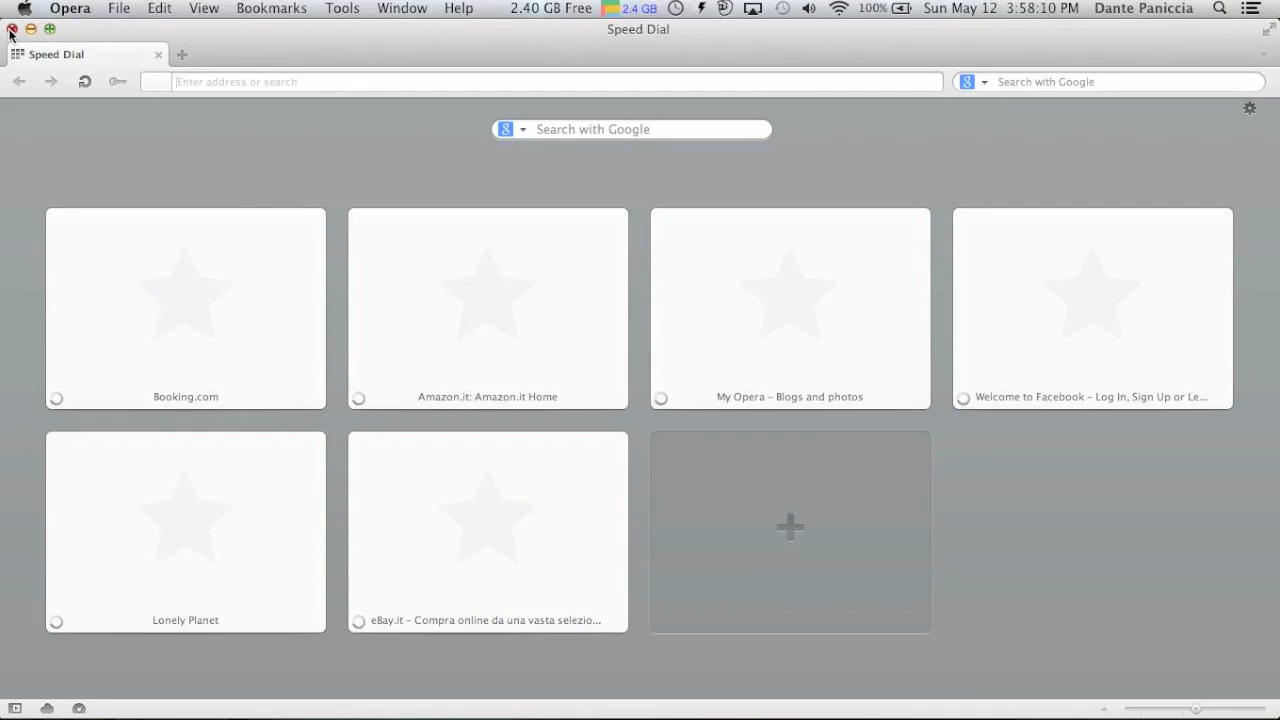 Opera File Edit View Bookmarks Tools Window Help 2.40 GB Free 2.4 GB 100% Sun May 12 3:58:10 PM Dante Paniccia
Speed Dial
Speed Dial
Enter address or search
8 Search with Google
8 Search with Google
Booking.com
Amazon.it: Amazon.it Home
My Opera – Blogs and photos
Welcome to Facebook – Log In, Sign Up or Le...
Lonely Planet
eBay.it – Compra online da una vasta selezio...